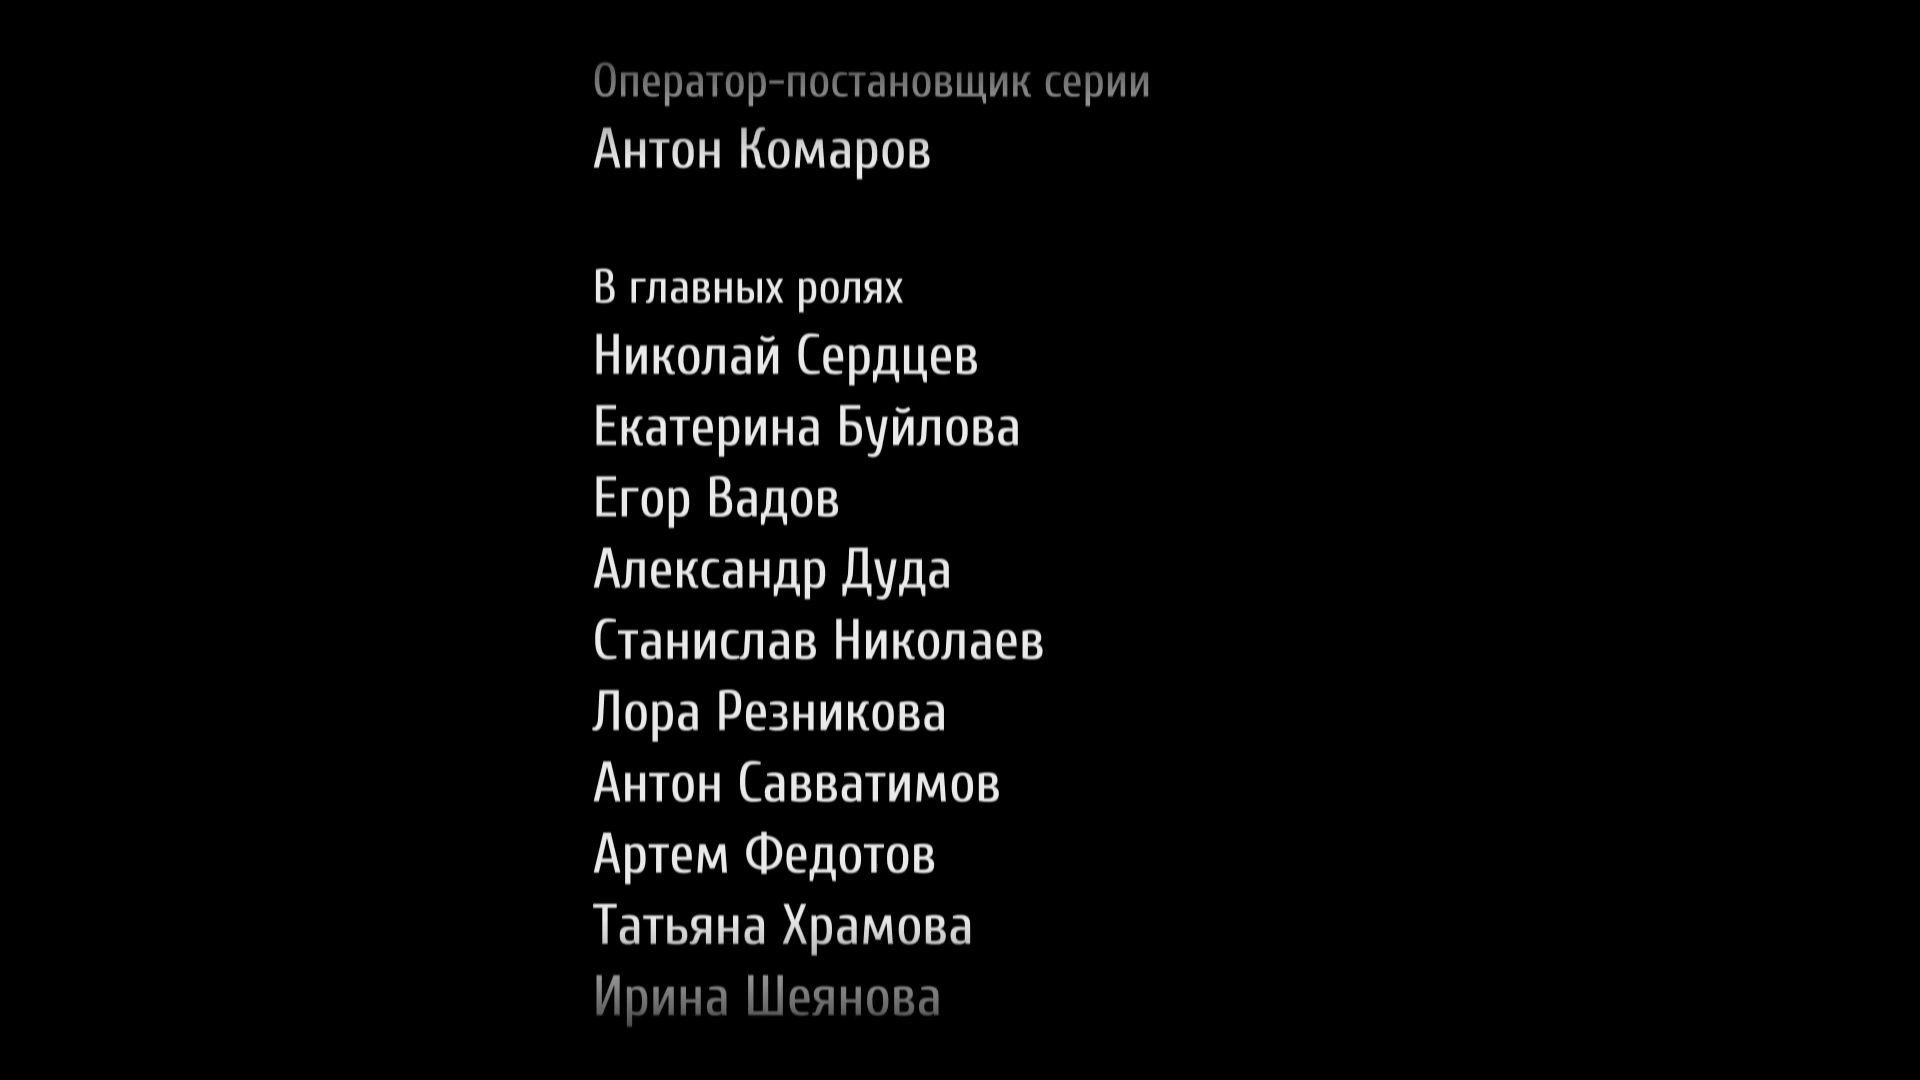 Оператор-постановщик серии
Антон Комаров
В главных ролях
Николай Сердцев
Екатерина Буйлова
Егор Вадов
Александр Дуда
Станислав Николаев
Лора Резникова
Антон Савватимов
Артем Федотов
Татьяна Храмова
Ирина Шеянова